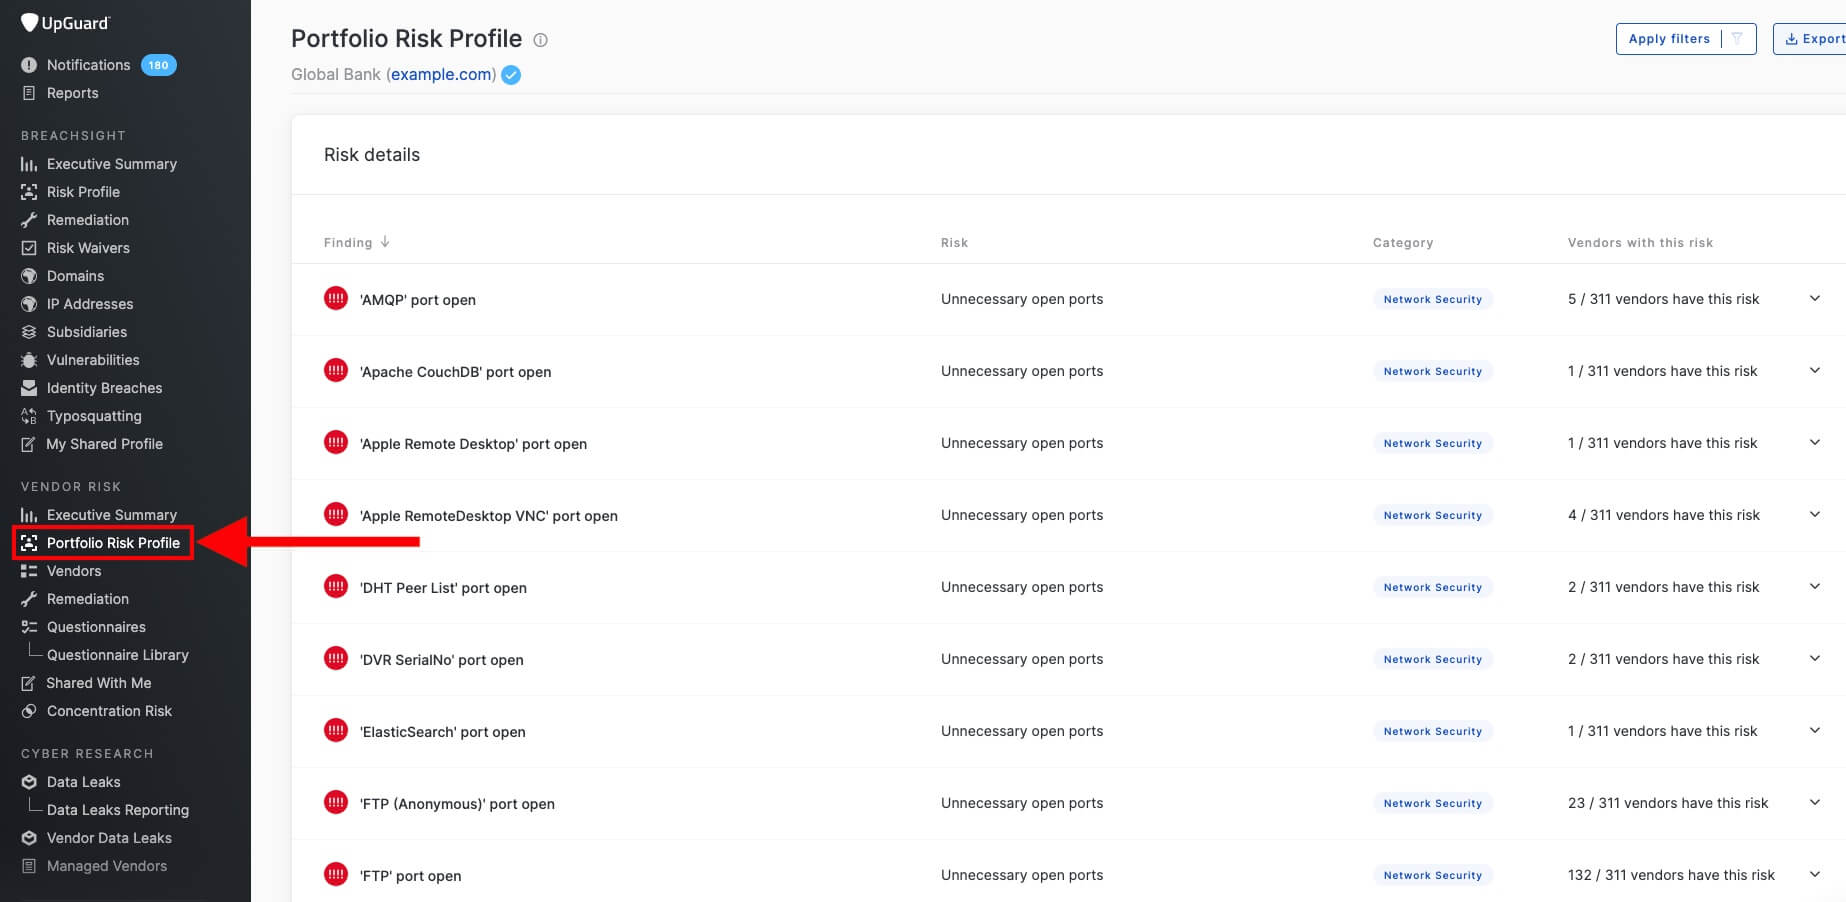 UpGuard
Notifications 180
Reports
BREACHSIGHT
Executive Summary
Risk Profile
Remediation
Risk Waivers
Domains
IP Addresses
Subsidiaries
Vulnerabilities
Identity Breaches
Typosquatting
My Shared Profile
VENDOR RISK
Executive Summary
Portfolio Risk Profile
Vendors
Remediation
Questionnaires
Questionnaire Library
Shared With Me
Concentration Risk
CYBER RESEARCH
Data Leaks
Data Leaks Reporting
Vendor Data Leaks
Managed Vendors
Portfolio Risk Profile
Apply filters
Export
Global Bank (example.com)
Risk details
Finding Risk Category Vendors with this risk
'AMQP' port open Unnecessary open ports Network Security 5 / 311 vendors have this risk
'Apache CouchDB' port open Unnecessary open ports Network Security 1 / 311 vendors have this risk
'Apple Remote Desktop' port open Unnecessary open ports Network Security 1 / 311 vendors have this risk
'Apple RemoteDesktop VNC' port open Unnecessary open ports Network Security 4 / 311 vendors have this risk
'DHT Peer List' port open Unnecessary open ports Network Security 2 / 311 vendors have this risk
'DVR SerialNo' port open Unnecessary open ports Network Security 2 / 311 vendors have this risk
'ElasticSearch' port open Unnecessary open ports Network Security 1 / 311 vendors have this risk
'FTP (Anonymous)' port open Unnecessary open ports Network Security 23 / 311 vendors have this risk
'FTP' port open Unnecessary open ports Network Security 132 / 311 vendors have this risk